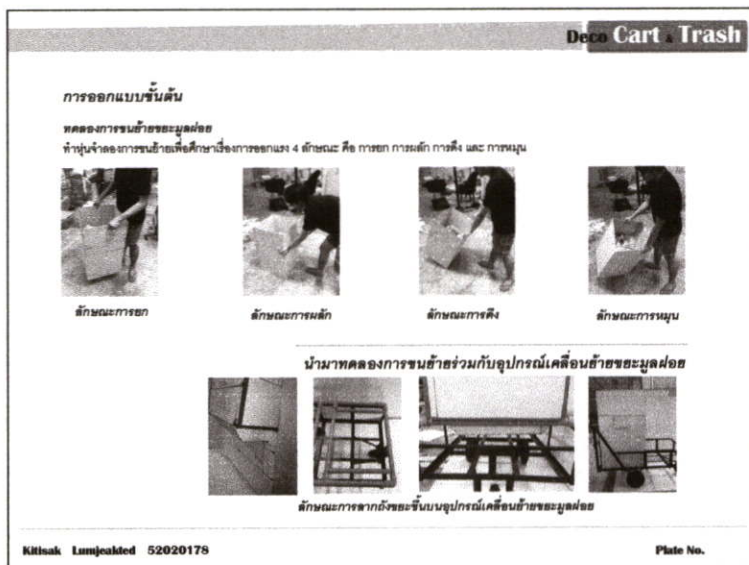 Deco Cart & Trash
การออกแบบขั้นต้น
ทดลองการขนย้ายขยะมูลฝอย
ทำหุ่นจำลองการขนย้ายเพื่อศึกษาเรื่องการออกแรง 4 ลักษณะ คือ การยก การผลัก การดึง และ การหมุน
ลักษณะการยก
ลักษณะการผลัก
ลักษณะการดึง
ลักษณะการหมุน
นำมาทดลองการขนย้ายร่วมกับอุปกรณ์เคลื่อนย้ายขยะมูลฝอย
ลักษณะการลากถังขยะขึ้นบนอุปกรณ์เคลื่อนย้ายขยะมูลฝอย
Kitisak Lumjeakted 52020178
Plate No.